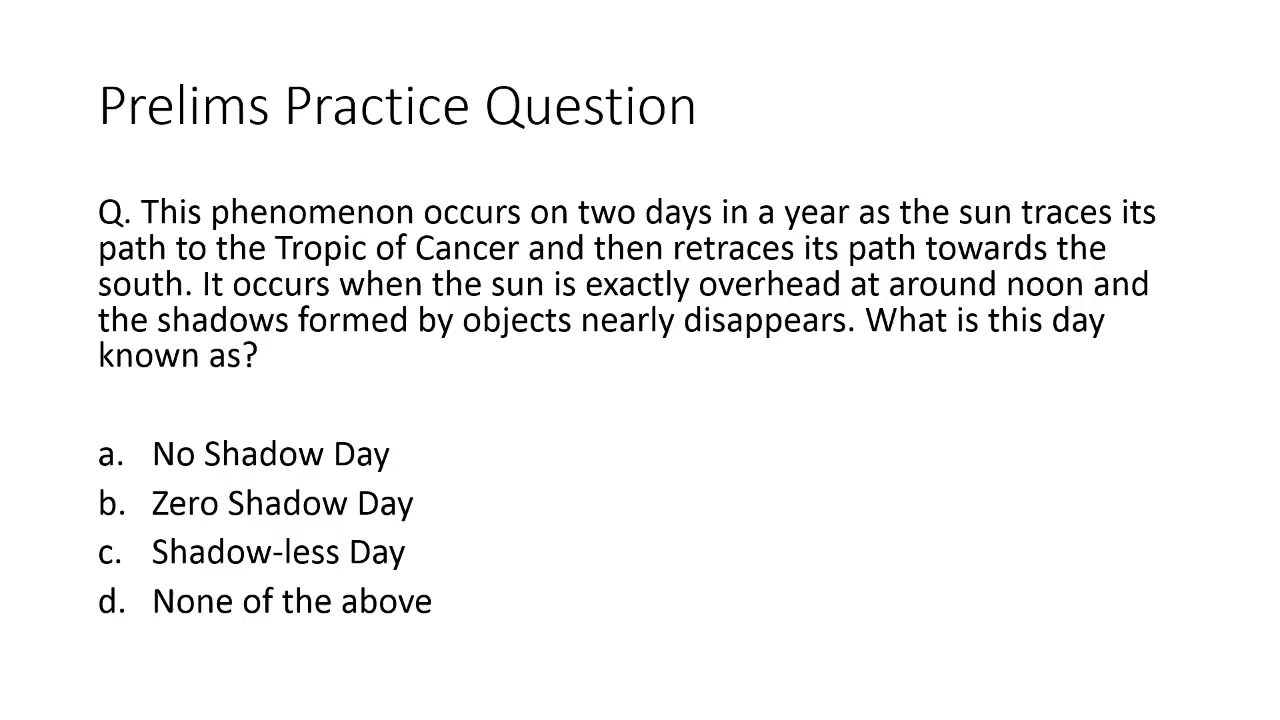 Prelims Practice Question
Q. This phenomenon occurs on two days in a year as the sun traces its
path to the Tropic of Cancer and then retraces its path towards the
south. It occurs when the sun is exactly overhead at around noon and
the shadows formed by objects nearly disappears. What is this day
known as?
a. No Shadow Day
b. Zero Shadow Day
c. Shadow-less Day
d. None of the above